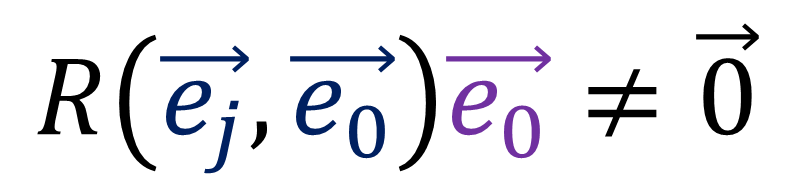 R(e⃗_j, e⃗_0)e⃗_0 ≠ 0⃗